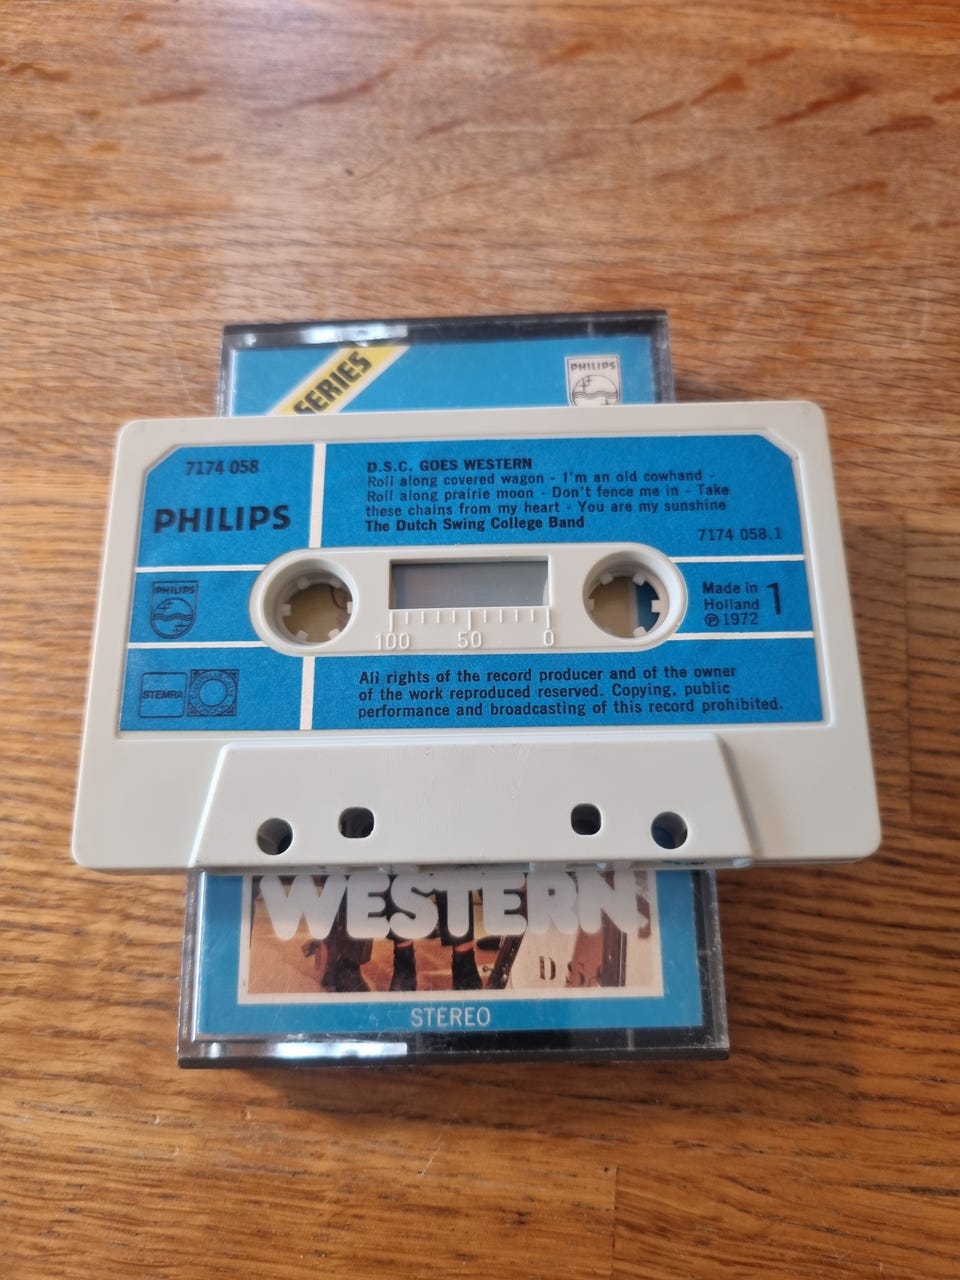 SERIES
PHILIPS
7174 058
PHILIPS
D.S.C. GOES WESTERN
Roll along covered wagon - I'm an old cowhand -
Roll along prairie moon - Don't fence me in - Take
these chains from my heart - You are my sunshine
The Dutch Swing College Band
7174 058.1
PHILIPS
100 50 0
Made in
Holland
℗ 1972
1
STEMRA
All rights of the record producer and of the owner
of the work reproduced reserved. Copying, public
performance and broadcasting of this record prohibited.
WESTERN
D.S.
STEREO